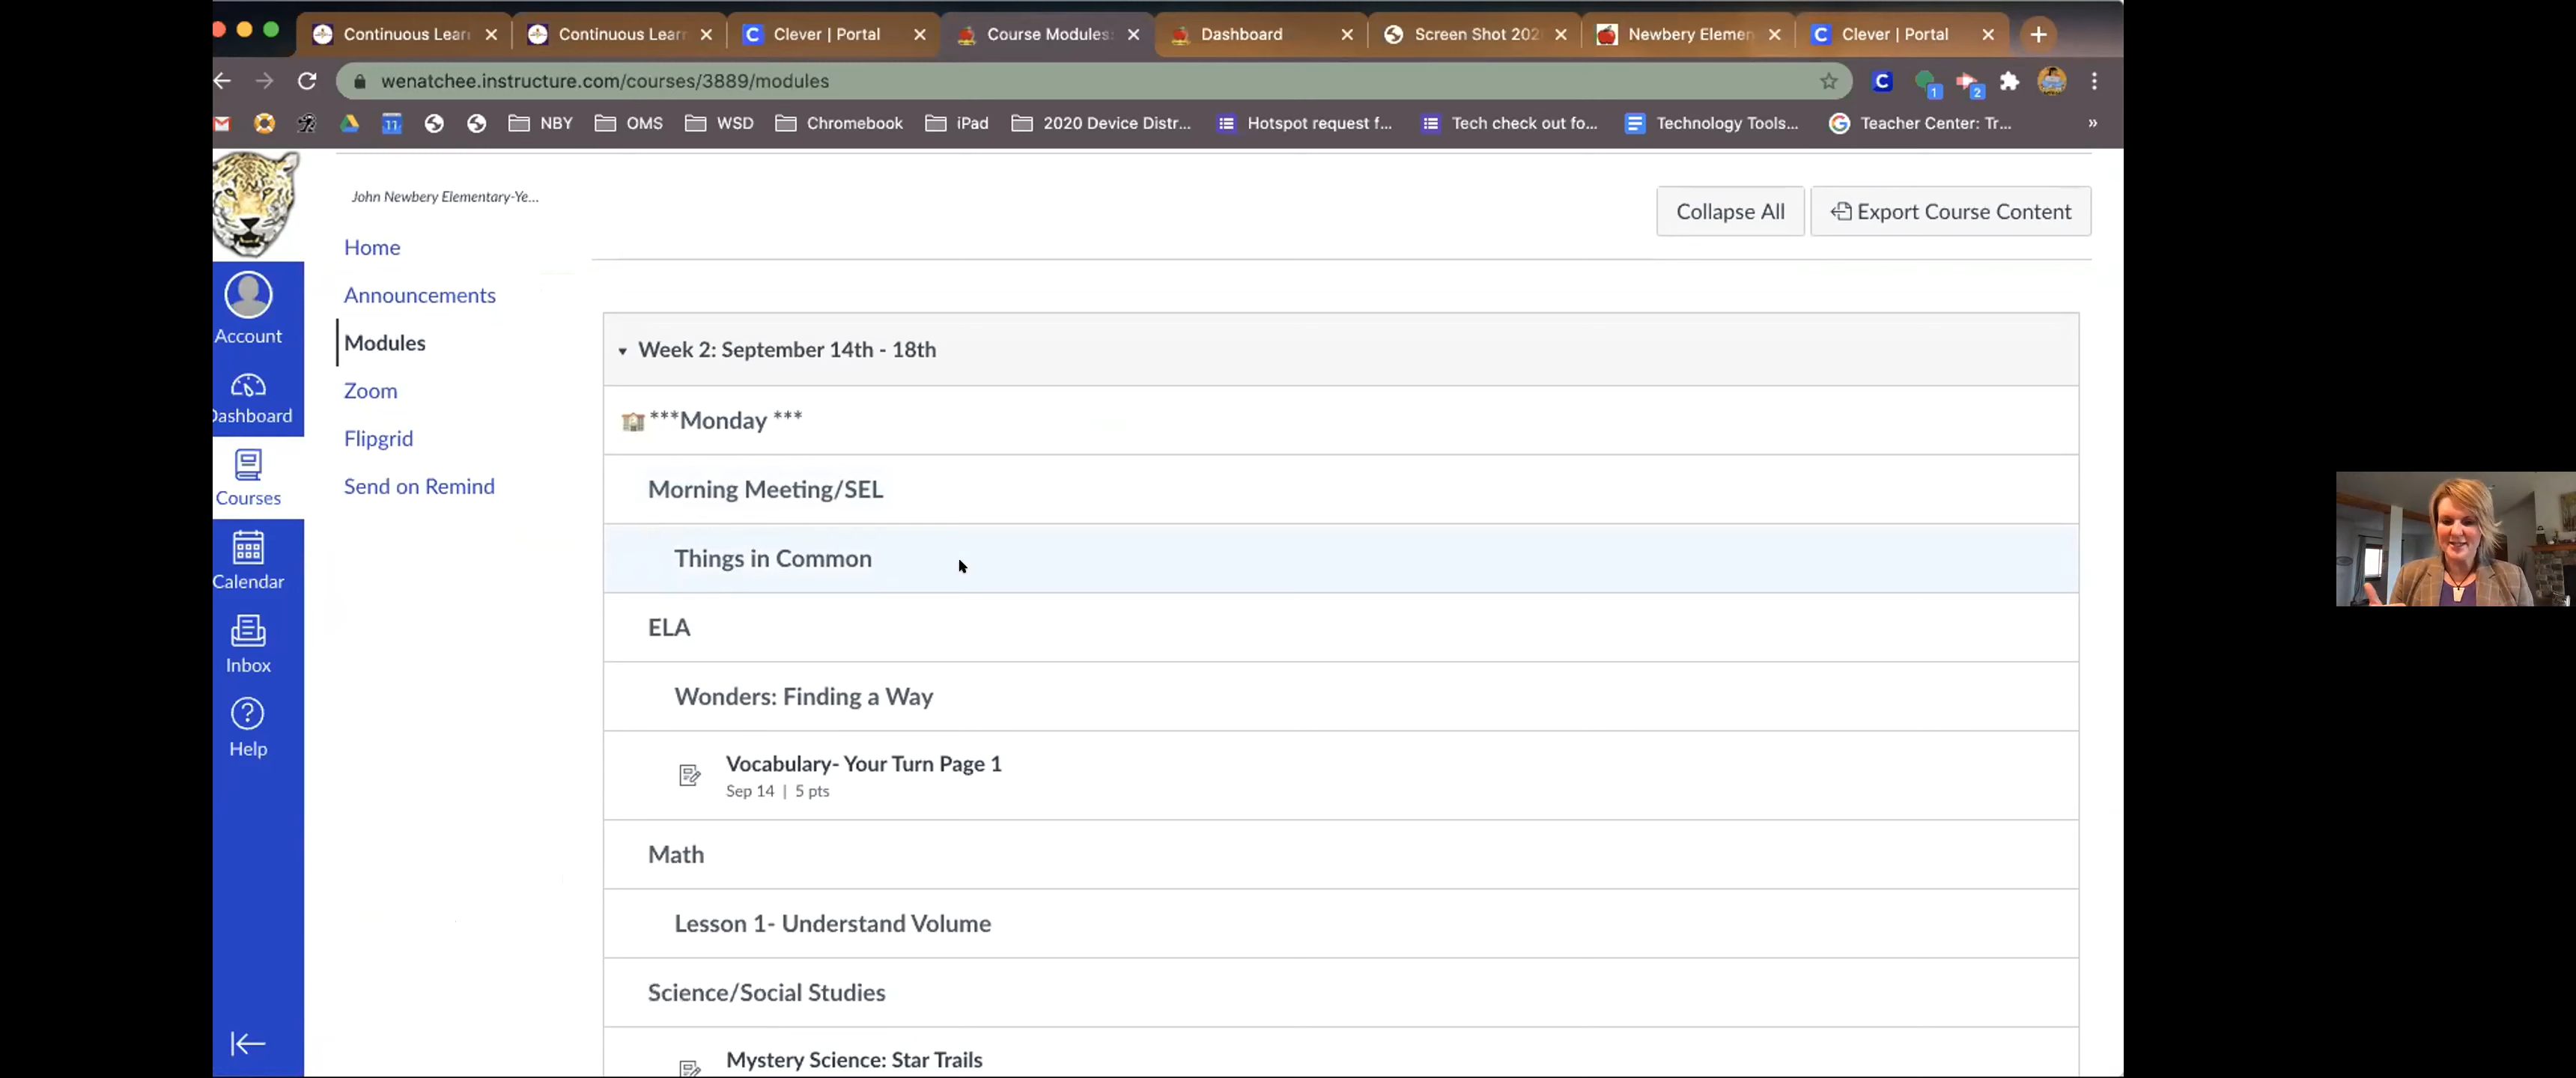 Continuous Lear
Continuous Lear
Clever | Portal
Course Modules:
Dashboard
Screen Shot 202
Newbery Elemen
Clever | Portal
wenatchee.instructure.com/courses/3889/modules
1
2
11
NBY
OMS
WSD
Chromebook
iPad
2020 Device Distr...
Hotspot request f...
Tech check out fo...
Technology Tools...
Teacher Center: Tr...
»
John Newbery Elementary-Ye...
Collapse All
Export Course Content
Account
Dashboard
Courses
Calendar
Inbox
Help
Home
Announcements
Modules
Zoom
Flipgrid
Send on Remind
Week 2: September 14th - 18th
***Monday ***
Morning Meeting/SEL
Things in Common
ELA
Wonders: Finding a Way
Vocabulary- Your Turn Page 1
Sep 14 | 5 pts
Math
Lesson 1- Understand Volume
Science/Social Studies
Mystery Science: Star Trails